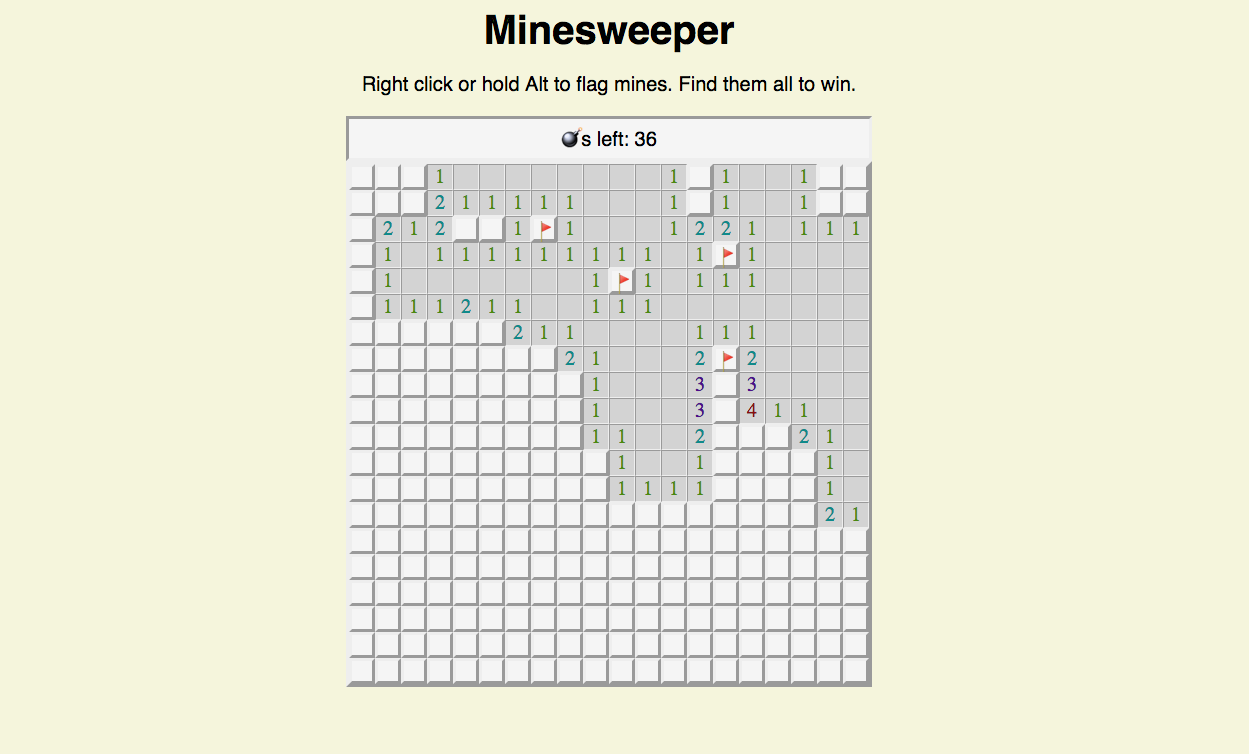 Minesweeper
Right click or hold Alt to flag mines. Find them all to win.
💣s left: 36
1 1 1 1
2 1 1 1 1 1 1 1 1
2 1 2 1 1 1 2 2 1 1 1 1
1 1 1 1 1 1 1 1 1 1 1 1
1 1 1 1 1 1
1 1 1 2 1 1 1 1 1
2 1 1 1 1 1
2 1 2 2
1 3 3
1 3 4 1 1
1 1 2 2 1
1 1 1
1 1 1 1 1
2 1